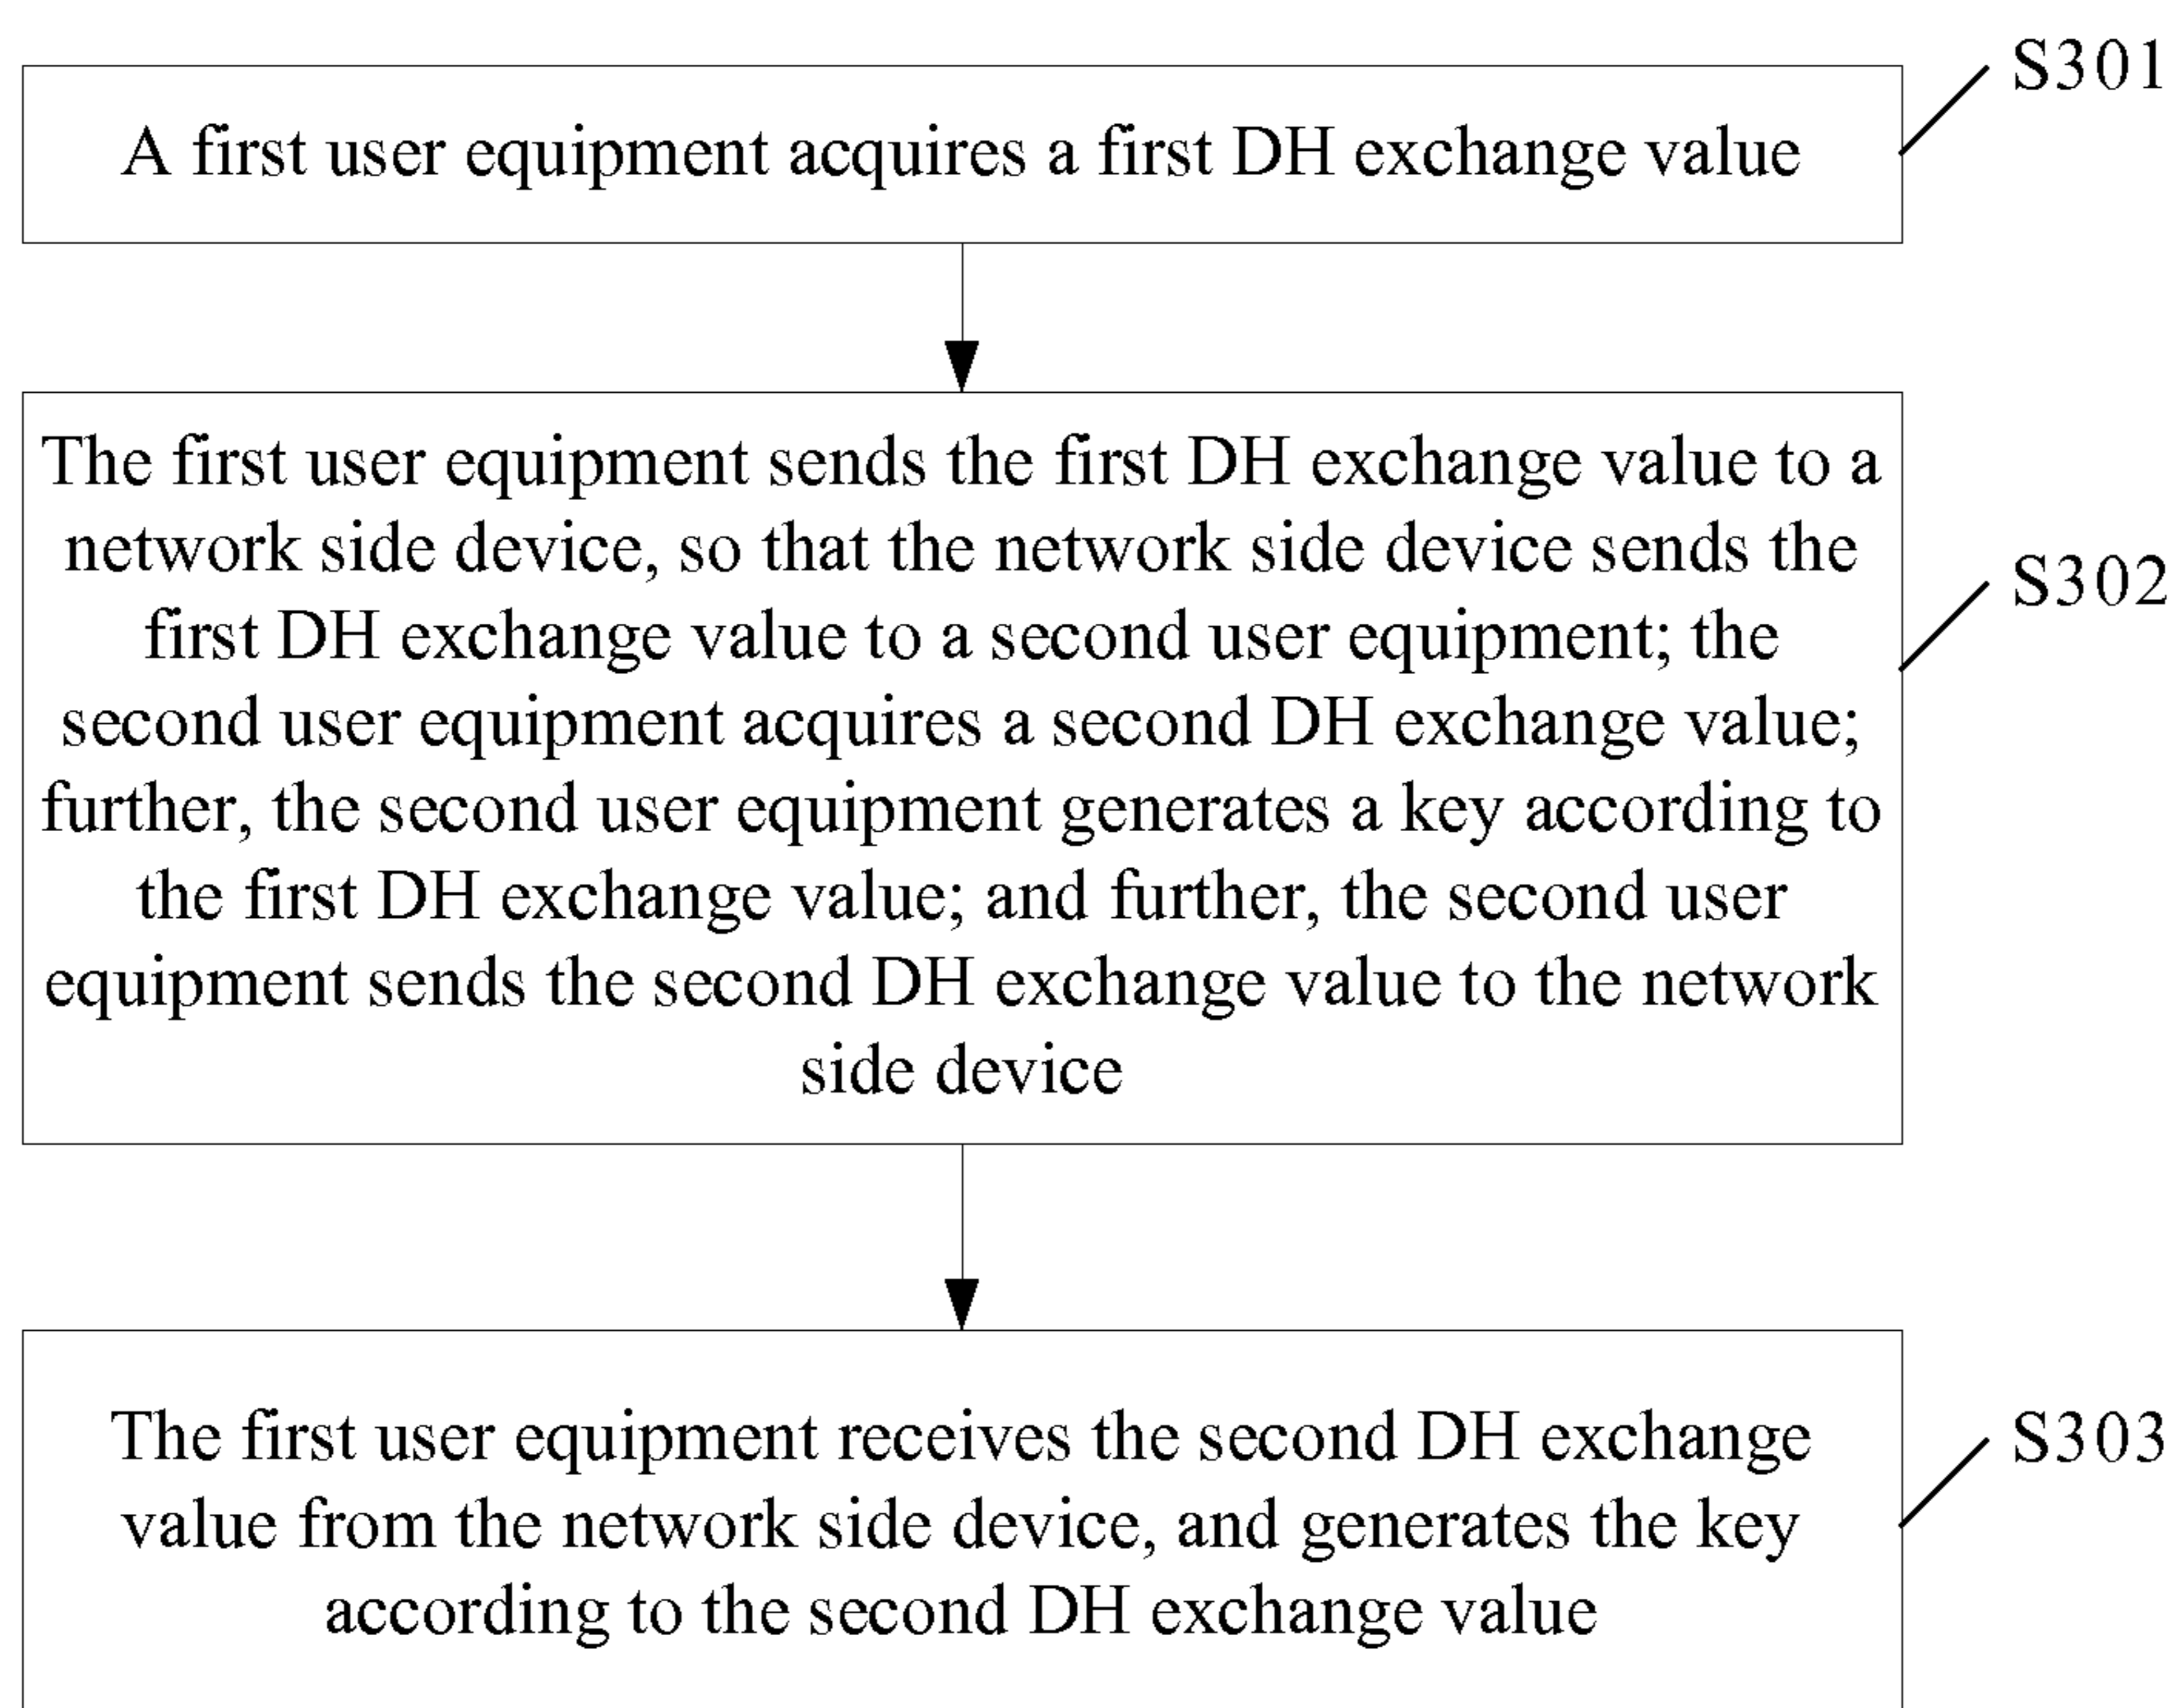 S301
A first user equipment acquires a first DH exchange value
The first user equipment sends the first DH exchange value to a
network side device, so that the network side device sends the
first DH exchange value to a second user equipment; the
second user equipment acquires a second DH exchange value;
further, the second user equipment generates a key according to
the first DH exchange value; and further, the second user
equipment sends the second DH exchange value to the network
side device
S302
The first user equipment receives the second DH exchange
value from the network side device, and generates the key
according to the second DH exchange value
S303